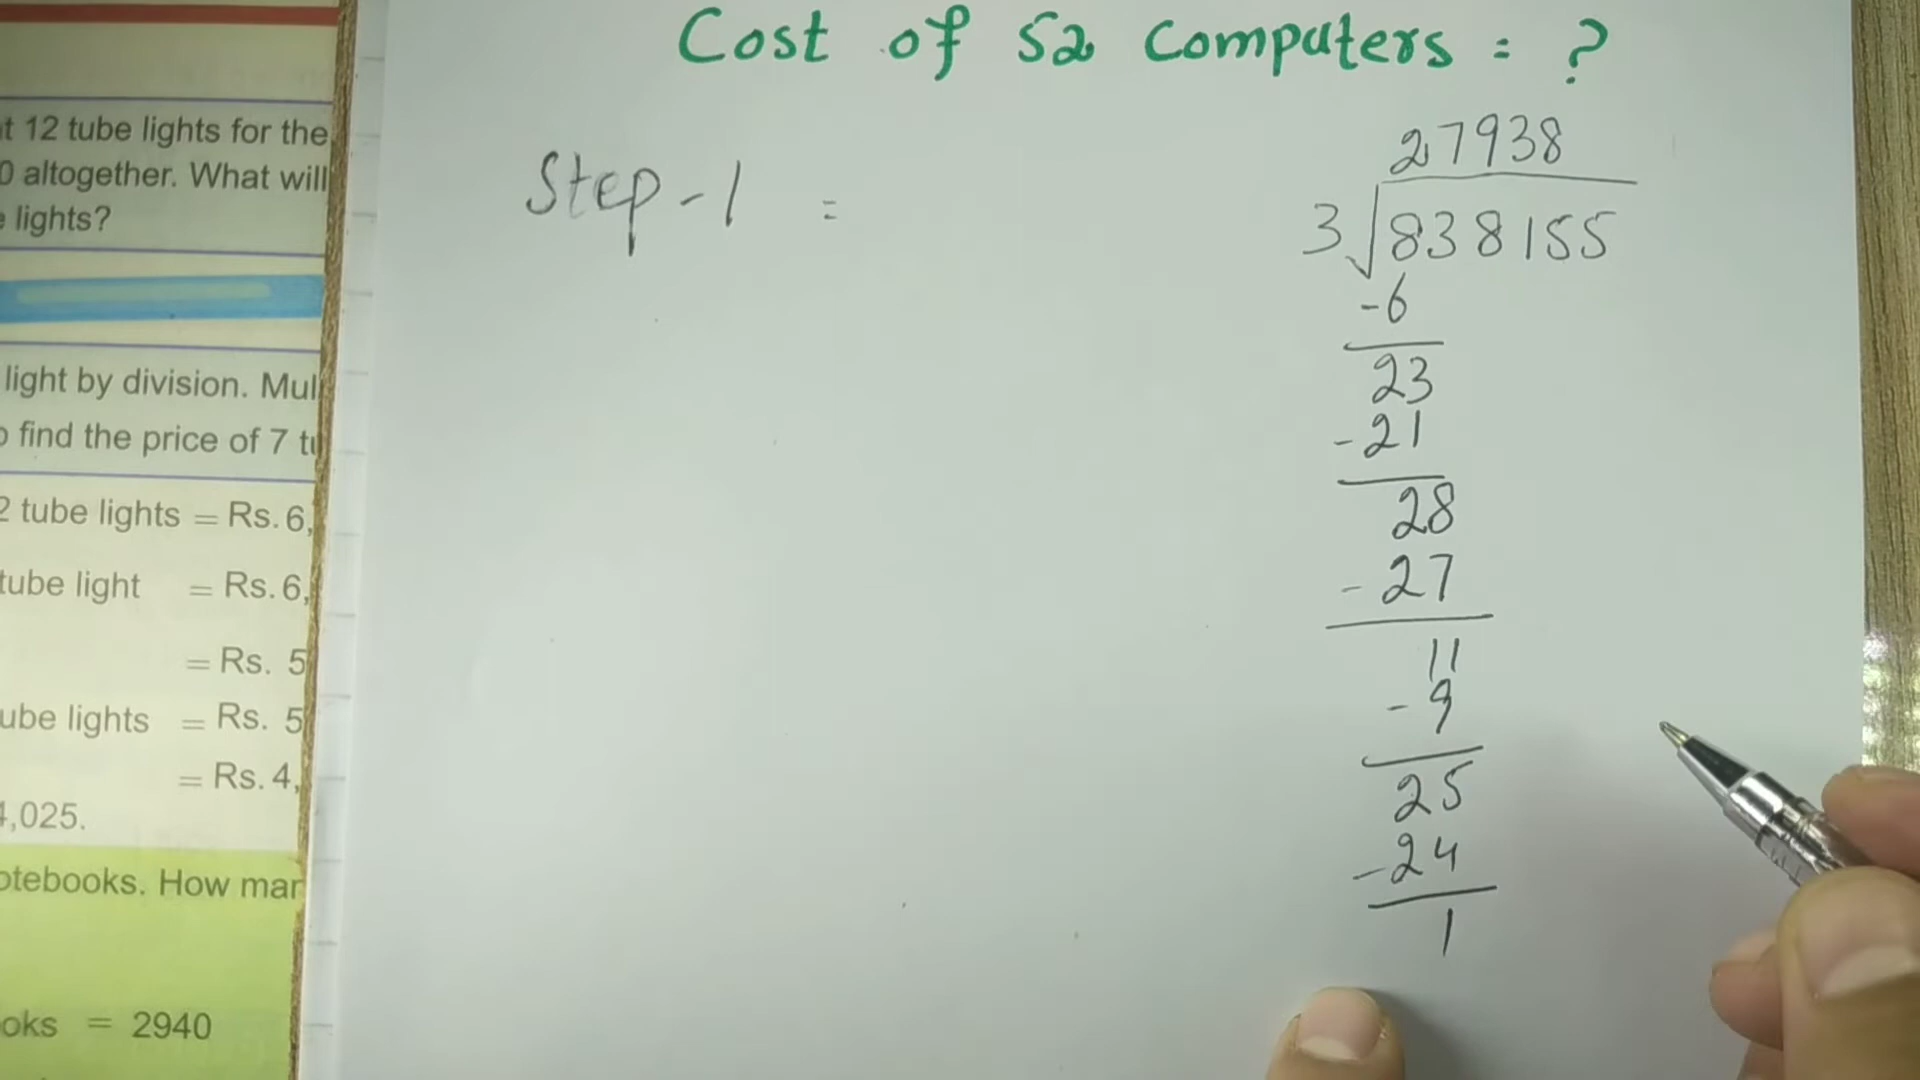 t 12 tube lights for the
0 altogether. What will
lights?
light by division. Mul
find the price of 7 tu
2 tube lights = Rs. 6,
tube light = Rs. 6,
= Rs. 5
ube lights = Rs. 5
= Rs. 4,
4,025.
otebooks. How mar
oks = 2940
Cost of 52 Computers = ?
Step-1 =
27938
3√838155
-6
23
-21
28
-27
11
-9
25
-24
1